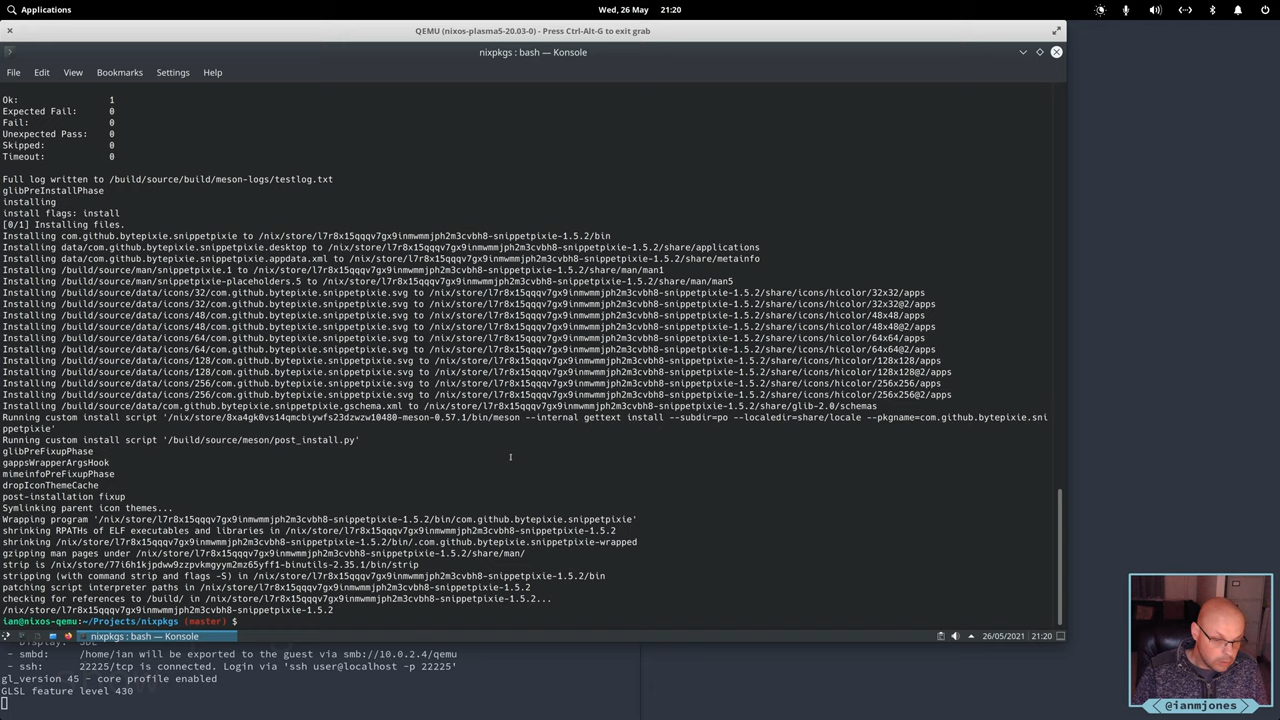 Applications
Wed, 26 May 21:20
QEMU (nixos-plasma5-20.03-0) - Press Ctrl-Alt-G to exit grab
nixpkgs : bash — Konsole
File Edit View Bookmarks Settings Help
Ok: 1
Expected Fail: 0
Fail: 0
Unexpected Pass: 0
Skipped: 0
Timeout: 0
Full log written to /build/source/build/meson-logs/testlog.txt
glibPreInstallPhase
installing
install flags: install
[0/1] Installing files.
Installing com.github.bytepixie.snippetpixie to /nix/store/l7r8x15qqqv7gx9inmwmmjph2m3cvbh8-snippetpixie-1.5.2/bin
Installing data/com.github.bytepixie.snippetpixie.desktop to /nix/store/l7r8x15qqqv7gx9inmwmmjph2m3cvbh8-snippetpixie-1.5.2/share/applications
Installing data/com.github.bytepixie.snippetpixie.appdata.xml to /nix/store/l7r8x15qqqv7gx9inmwmmjph2m3cvbh8-snippetpixie-1.5.2/share/metainfo
Installing /build/source/man/snippetpixie.1 to /nix/store/l7r8x15qqqv7gx9inmwmmjph2m3cvbh8-snippetpixie-1.5.2/share/man/man1
Installing /build/source/man/snippetpixie-placeholders.5 to /nix/store/l7r8x15qqqv7gx9inmwmmjph2m3cvbh8-snippetpixie-1.5.2/share/man/man5
Installing /build/source/data/icons/32/com.github.bytepixie.snippetpixie.svg to /nix/store/l7r8x15qqqv7gx9inmwmmjph2m3cvbh8-snippetpixie-1.5.2/share/icons/hicolor/32x32/apps
Installing /build/source/data/icons/32/com.github.bytepixie.snippetpixie.svg to /nix/store/l7r8x15qqqv7gx9inmwmmjph2m3cvbh8-snippetpixie-1.5.2/share/icons/hicolor/32x32@2/apps
Installing /build/source/data/icons/48/com.github.bytepixie.snippetpixie.svg to /nix/store/l7r8x15qqqv7gx9inmwmmjph2m3cvbh8-snippetpixie-1.5.2/share/icons/hicolor/48x48/apps
Installing /build/source/data/icons/48/com.github.bytepixie.snippetpixie.svg to /nix/store/l7r8x15qqqv7gx9inmwmmjph2m3cvbh8-snippetpixie-1.5.2/share/icons/hicolor/48x48@2/apps
Installing /build/source/data/icons/64/com.github.bytepixie.snippetpixie.svg to /nix/store/l7r8x15qqqv7gx9inmwmmjph2m3cvbh8-snippetpixie-1.5.2/share/icons/hicolor/64x64/apps
Installing /build/source/data/icons/64/com.github.bytepixie.snippetpixie.svg to /nix/store/l7r8x15qqqv7gx9inmwmmjph2m3cvbh8-snippetpixie-1.5.2/share/icons/hicolor/64x64@2/apps
Installing /build/source/data/icons/128/com.github.bytepixie.snippetpixie.svg to /nix/store/l7r8x15qqqv7gx9inmwmmjph2m3cvbh8-snippetpixie-1.5.2/share/icons/hicolor/128x128/apps
Installing /build/source/data/icons/128/com.github.bytepixie.snippetpixie.svg to /nix/store/l7r8x15qqqv7gx9inmwmmjph2m3cvbh8-snippetpixie-1.5.2/share/icons/hicolor/128x128@2/apps
Installing /build/source/data/icons/256/com.github.bytepixie.snippetpixie.svg to /nix/store/l7r8x15qqqv7gx9inmwmmjph2m3cvbh8-snippetpixie-1.5.2/share/icons/hicolor/256x256/apps
Installing /build/source/data/icons/256/com.github.bytepixie.snippetpixie.svg to /nix/store/l7r8x15qqqv7gx9inmwmmjph2m3cvbh8-snippetpixie-1.5.2/share/icons/hicolor/256x256@2/apps
Installing /build/source/data/com.github.bytepixie.snippetpixie.gschema.xml to /nix/store/l7r8x15qqqv7gx9inmwmmjph2m3cvbh8-snippetpixie-1.5.2/share/glib-2.0/schemas
Running custom install script '/nix/store/8xa4gk0vs14qmcbiywfs23dzwzw10480-meson-0.57.1/bin/meson --internal gettext install --subdir=po --localedir=share/locale --pkgname=com.github.bytepixie.sni
ppetpixie'
Running custom install script '/build/source/meson/post_install.py'
glibPreFixupPhase
gappsWrapperArgsHook
mimeinfoPreFixupPhase
dropIconThemeCache
post-installation fixup
Symlinking parent icon themes...
Wrapping program '/nix/store/l7r8x15qqqv7gx9inmwmmjph2m3cvbh8-snippetpixie-1.5.2/bin/com.github.bytepixie.snippetpixie'
shrinking RPATHs of ELF executables and libraries in /nix/store/l7r8x15qqqv7gx9inmwmmjph2m3cvbh8-snippetpixie-1.5.2
shrinking /nix/store/l7r8x15qqqv7gx9inmwmmjph2m3cvbh8-snippetpixie-1.5.2/bin/.com.github.bytepixie.snippetpixie-wrapped
gzipping man pages under /nix/store/l7r8x15qqqv7gx9inmwmmjph2m3cvbh8-snippetpixie-1.5.2/share/man/
strip is /nix/store/77i6h1kjpdww9zzpvkmgyym2mz65yff1-binutils-2.35.1/bin/strip
stripping (with command strip and flags -S) in /nix/store/l7r8x15qqqv7gx9inmwmmjph2m3cvbh8-snippetpixie-1.5.2/bin
patching script interpreter paths in /nix/store/l7r8x15qqqv7gx9inmwmmjph2m3cvbh8-snippetpixie-1.5.2
checking for references to /build/ in /nix/store/l7r8x15qqqv7gx9inmwmmjph2m3cvbh8-snippetpixie-1.5.2...
/nix/store/l7r8x15qqqv7gx9inmwmmjph2m3cvbh8-snippetpixie-1.5.2
ian@nixos-qemu:~/Projects/nixpkgs (master) $
nixpkgs : bash — Konsole
26/05/2021 21:20
- Display: SDL
- smbd: /home/ian will be exported to the guest via smb://10.0.2.4/qemu
- ssh: 22225/tcp is connected. Login via 'ssh user@localhost -p 22225'
gl_version 45 - core profile enabled
GLSL feature level 430
@ianmjones